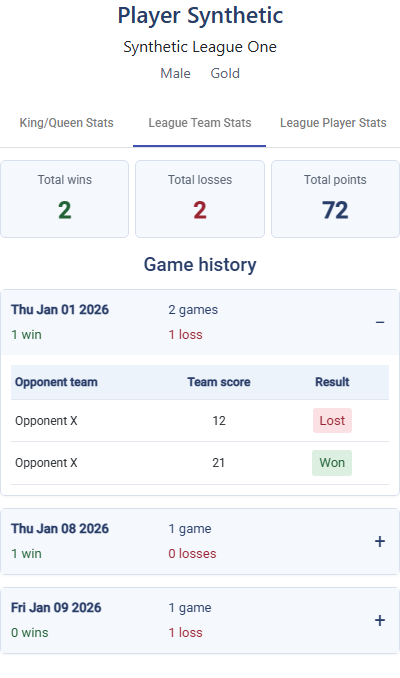 Player Synthetic
Synthetic League One
Male Gold
King/Queen Stats League Team Stats League Player Stats
Total wins Total losses Total points
2 2 72
Game history
Thu Jan 01 2026 2 games −
1 win 1 loss
Opponent team Team score Result
Opponent X 12 Lost
Opponent X 21 Won
Thu Jan 08 2026 1 game +
1 win 0 losses
Fri Jan 09 2026 1 game +
0 wins 1 loss